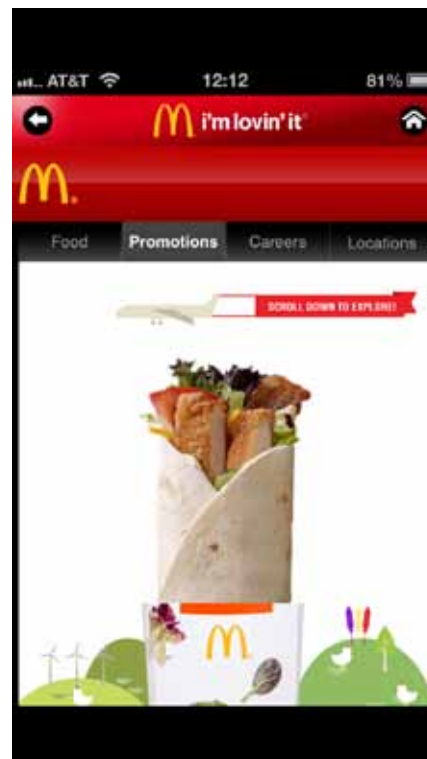 AT&T 12:12 81%
i'm lovin' it
Food Promotions Careers Locations
SCROLL DOWN TO EXPLORE!